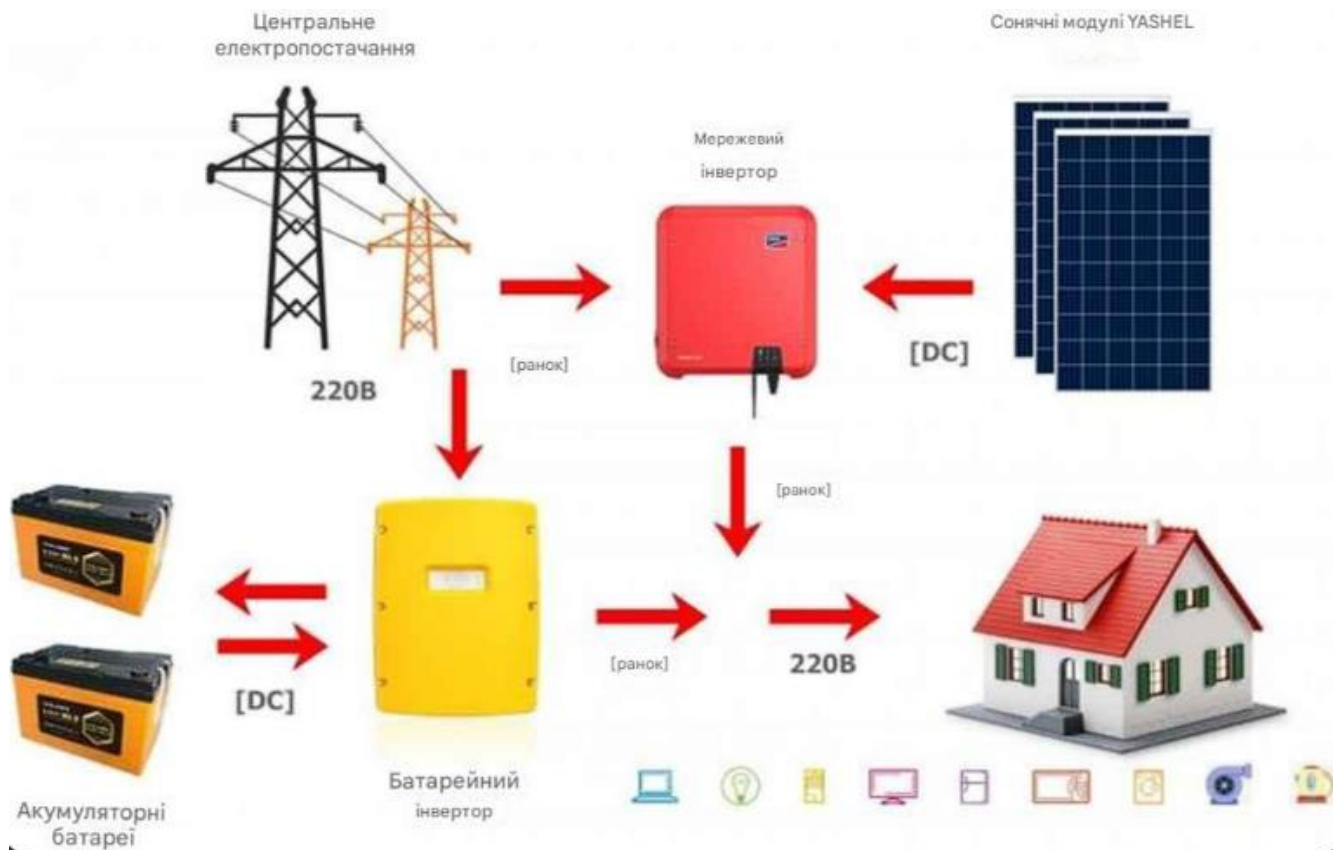 Центральне
електропостачання
Сонячні модулі YASHEL
Мережевий
інвертор
[ранок]
[DC]
220В
[ранок]
[ранок]
220В
[DC]
Батарейний
інвертор
Акумуляторні
батареї